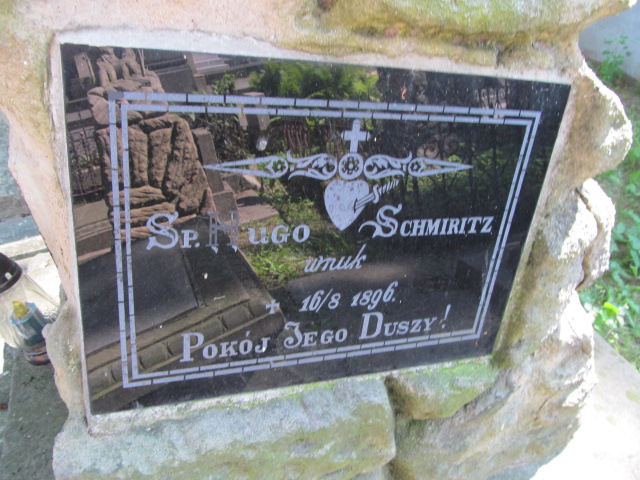 Sp. Hugo Schmiritz
wnuk
+ 16/8 1896.
Pokój Jego Duszy!